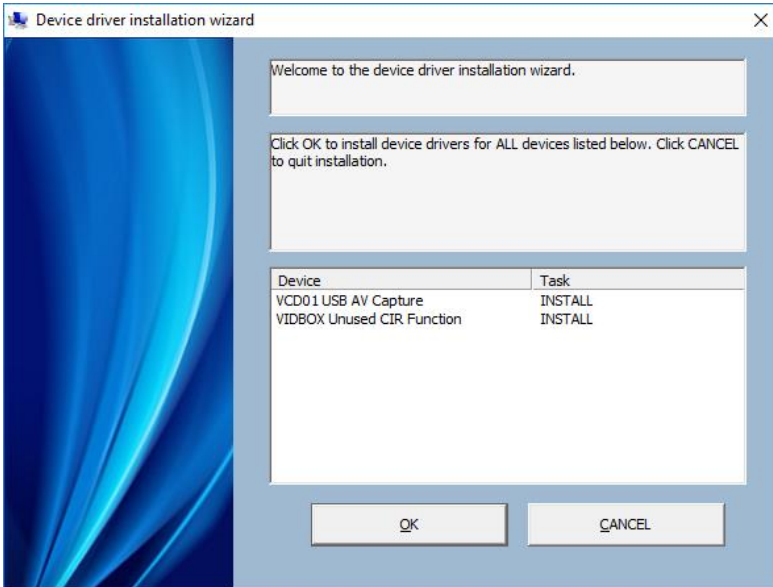 Device driver installation wizard
Welcome to the device driver installation wizard.
Click OK to install device drivers for ALL devices listed below. Click CANCEL
to quit installation.
Device Task
VCD01 USB AV Capture INSTALL
VIDBOX Unused CIR Function INSTALL
OK CANCEL